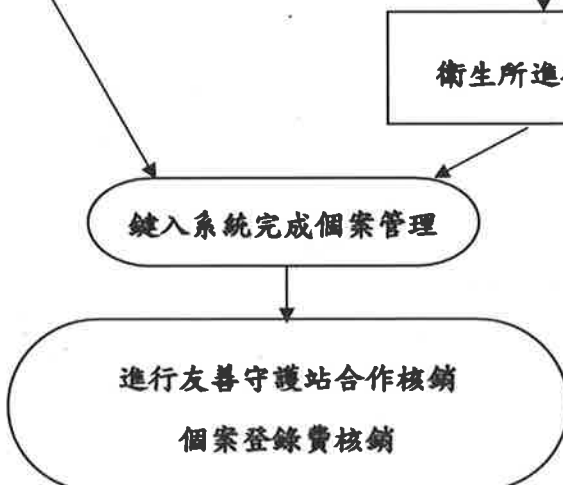 衛生所進
鍵入系統完成個案管理
進行友善守護站合作核銷
個案登錄費核銷